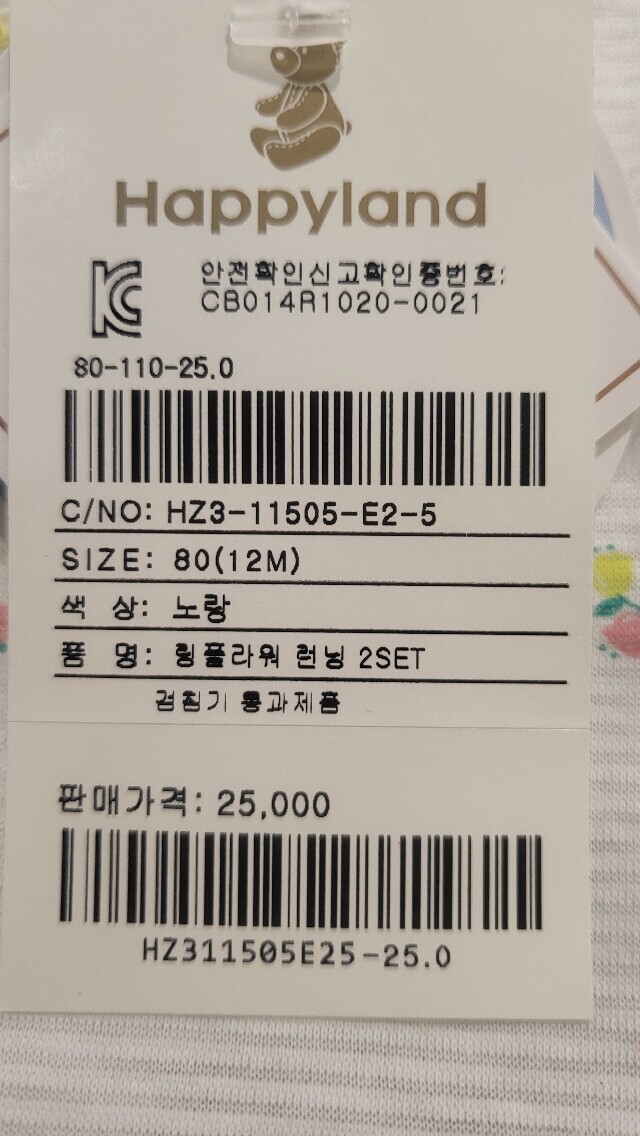 Happyland
안전확인신고확인증번호:
CB014R1020-0021
80-110-25.0
C/NO: HZ3-11505-E2-5
SIZE: 80(12M)
색 상: 노랑
품 명: 링플라워 런닝 2SET
검침기 통과제품
판매가격: 25,000
HZ311505E25-25.0